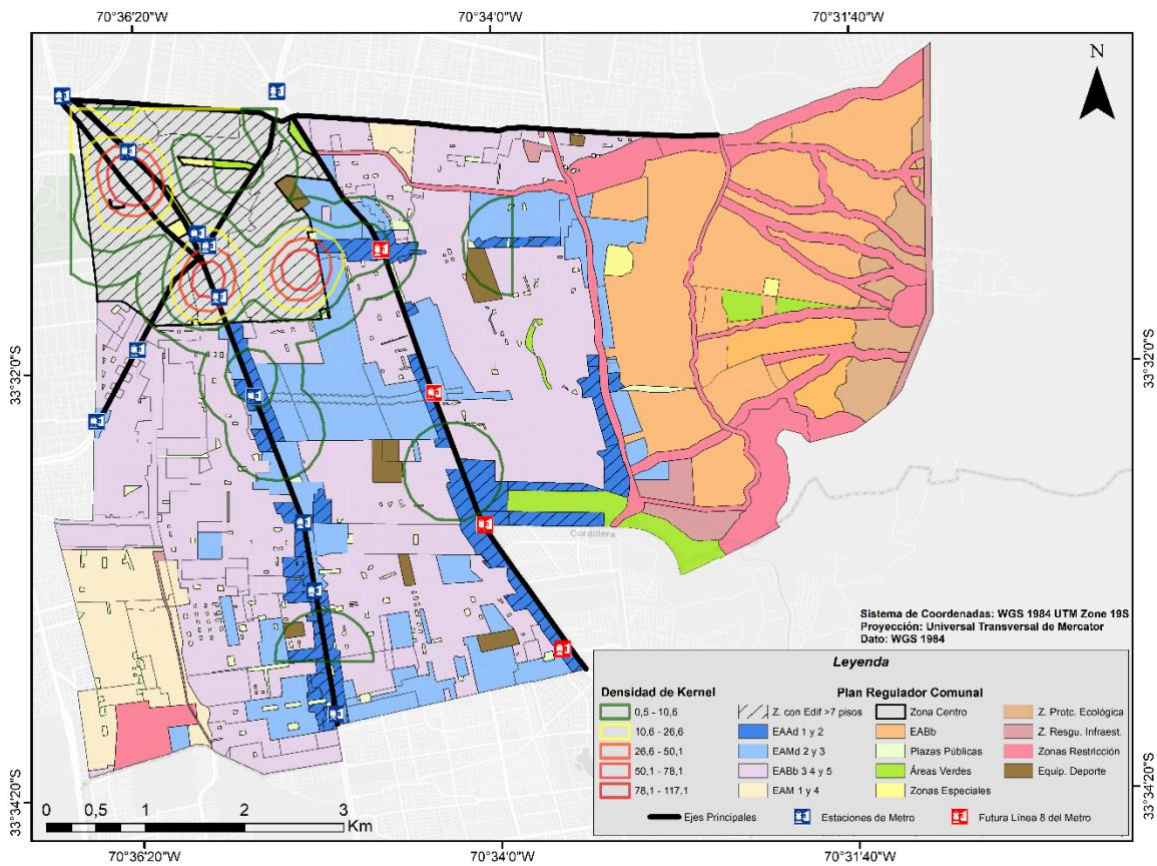 70°36'20"W 70°34'0"W 70°31'40"W
N
33°32'0"S 33°32'0"S
Cordillera
Sistema de Coordenadas: WGS 1984 UTM Zone 19S
Proyección: Universal Transversal de Mercator
Dato: WGS 1984
Leyenda
Densidad de Kernel Plan Regulador Comunal
0,5 - 10,6 Z. con Edif >7 pisos Zona Centro Z. Protc. Ecológica
10,6 - 26,6 EAAd 1 y 2 EABb Z. Resgu. Infraest.
26,6 - 50,1 EAMd 2 y 3 Plazas Públicas Zonas Restricción
50,1 - 78,1 EABb 3 4 y 5 Áreas Verdes Equip. Deporte
78,1 - 117,1 EAM 1 y 4 Zonas Especiales
Ejes Principales Estaciones de Metro Futura Línea 8 del Metro
33°34'20"S 33°34'20"S
0 0,5 1 2 3
Km
70°36'20"W 70°34'0"W 70°31'40"W